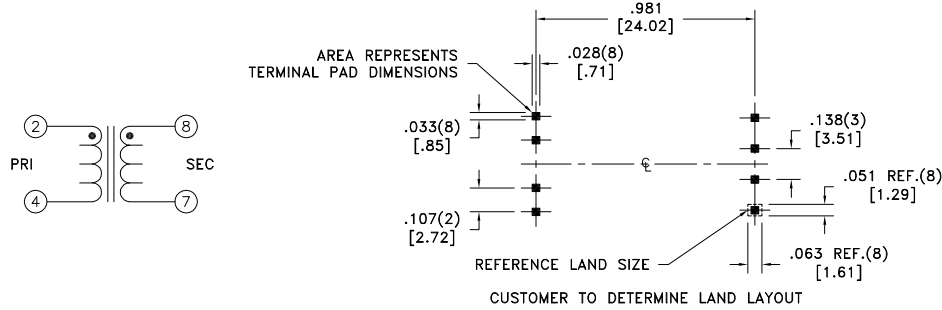 .981
[24.02]
AREA REPRESENTS
TERMINAL PAD DIMENSIONS
.028(8)
[.71]
2
8
PRI
SEC
4
7
.033(8)
[.85]
.138(3)
[3.51]
℄
.051 REF.(8)
[1.29]
.107(2)
[2.72]
REFERENCE LAND SIZE
.063 REF.(8)
[1.61]
CUSTOMER TO DETERMINE LAND LAYOUT